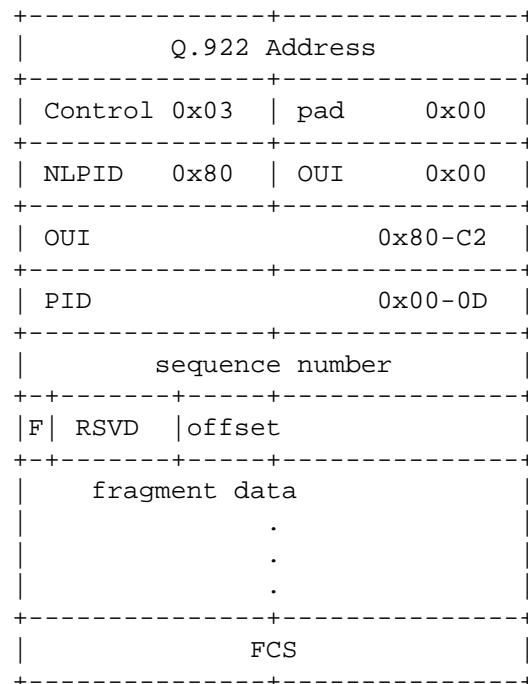 +---------------+---------------+
|         Q.922 Address         |
+---------------+---------------+
| Control 0x03  | pad      0x00 |
+---------------+---------------+
| NLPID   0x80  | OUI      0x00 |
+---------------+---------------+
| OUI                   0x80-C2 |
+---------------+---------------+
| PID                   0x00-0D |
+---------------+---------------+
|        sequence number        |
+-+-------+-----+---------------+
|F| RSVD  |offset               |
+-+-------+-----+---------------+
|    fragment data              |
|               .               |
|               .               |
|               .               |
+---------------+---------------+
|              FCS              |
+---------------+---------------+